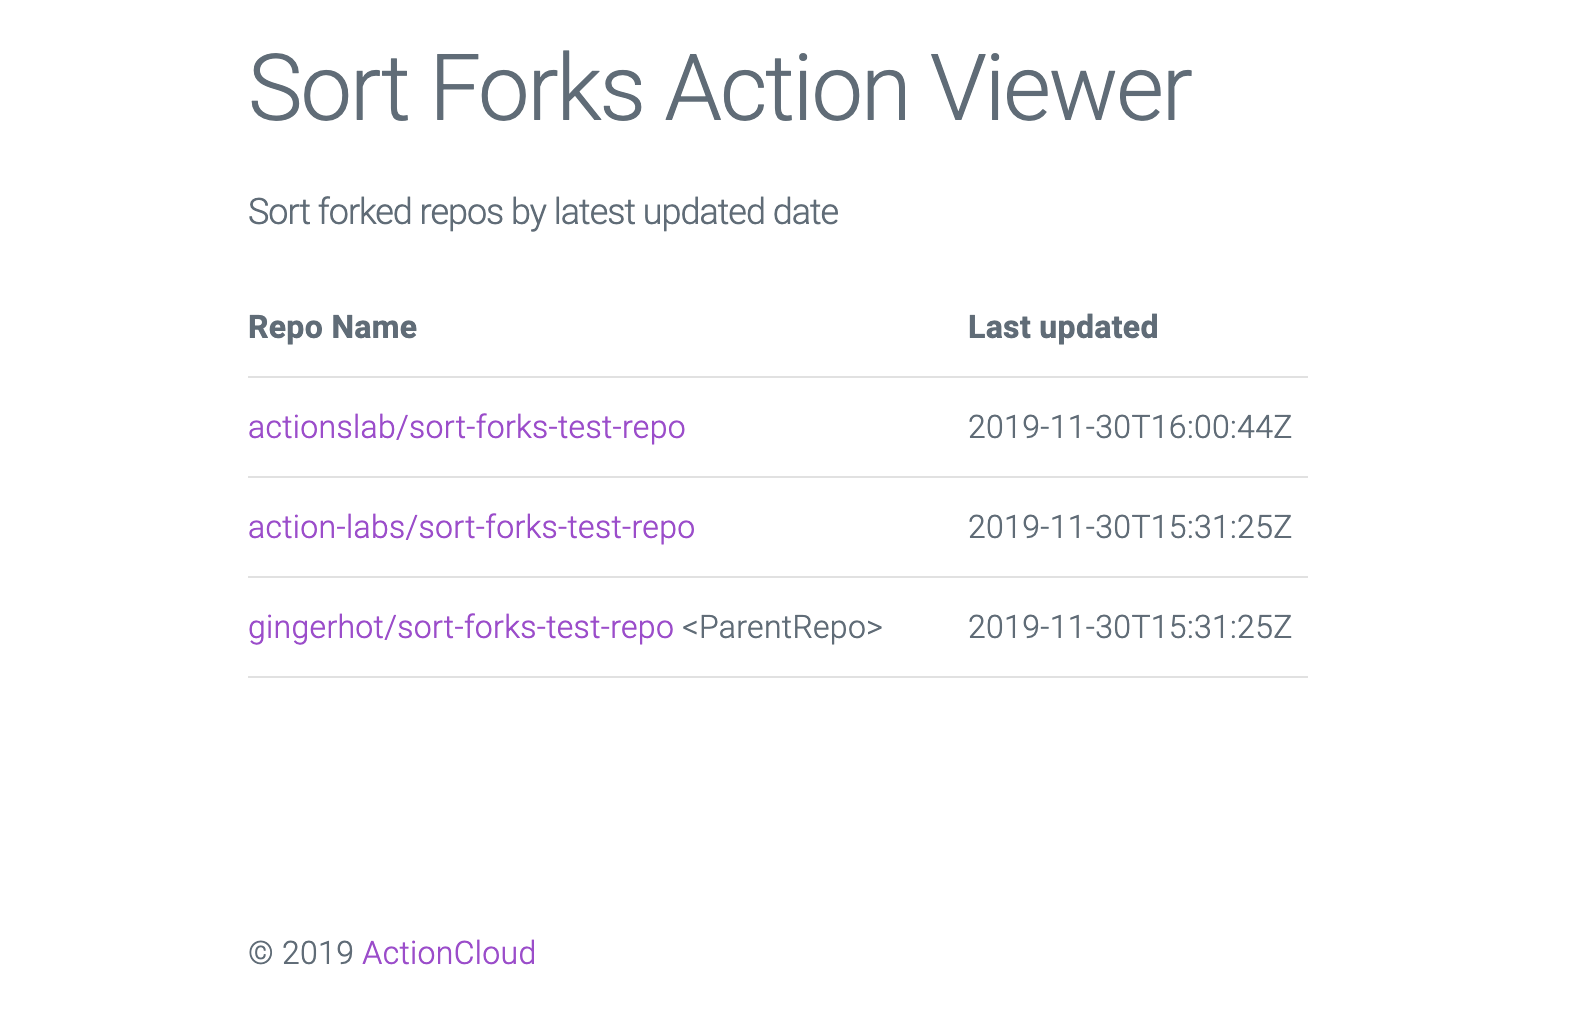 Sort Forks Action Viewer
Sort forked repos by latest updated date
Repo Name Last updated
actionslab/sort-forks-test-repo 2019-11-30T16:00:44Z
action-labs/sort-forks-test-repo 2019-11-30T15:31:25Z
gingerhot/sort-forks-test-repo <ParentRepo> 2019-11-30T15:31:25Z
© 2019 ActionCloud